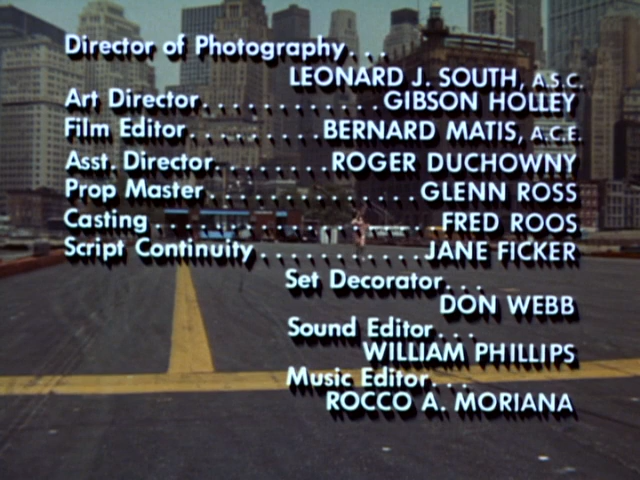 Director of Photography. . .
LEONARD J. SOUTH, A.S.C.
Art Director. . . . . . . . . . . .GIBSON HOLLEY
Film Editor. . . . . . . . .BERNARD MATIS, A.C.E.
Asst. Director. . . . . . . .ROGER DUCHOWNY
Prop Master. . . . . . . . . . . . . . .GLENN ROSS
Casting. . . . . . . . . . . . . . . . . . . .FRED ROOS
Script Continuity. . . . . . . . . . .JANE FICKER
Set Decorator. . .
DON WEBB
Sound Editor. . .
WILLIAM PHILLIPS
Music Editor. . .
ROCCO A. MORIANA